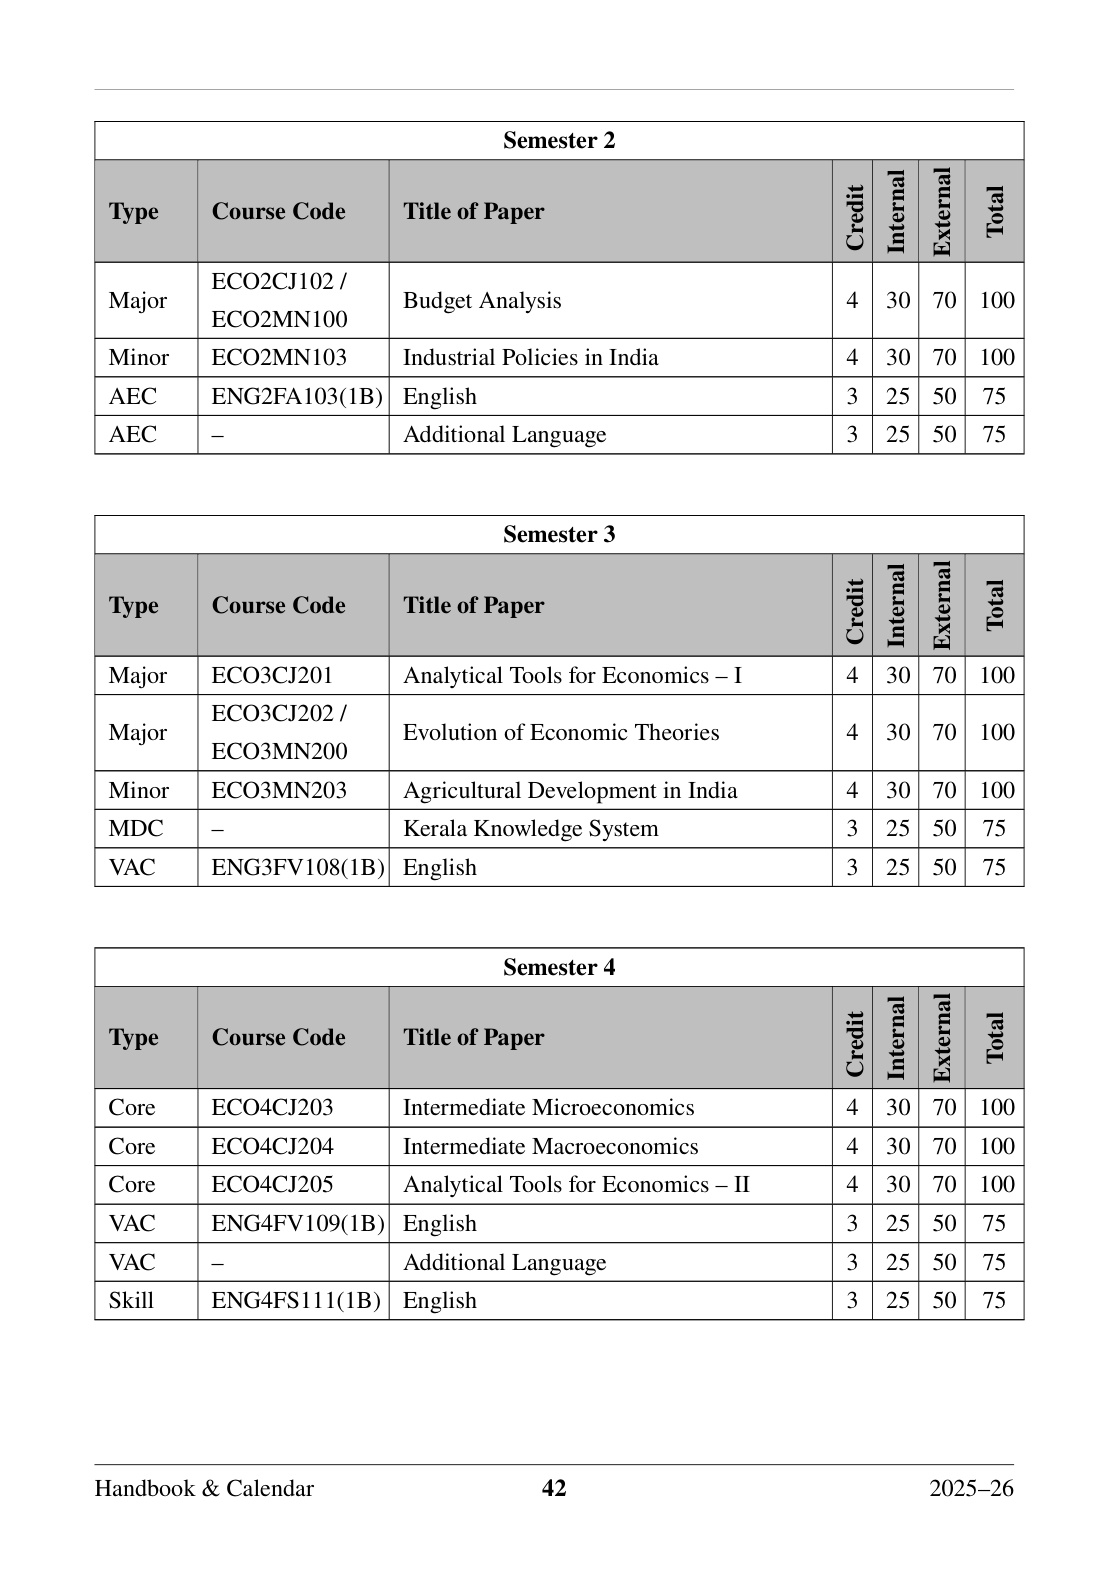 Semester 2
Type Course Code Title of Paper Credit Internal External Total
Major ECO2CJ102 / ECO2MN100 Budget Analysis 4 30 70 100
Minor ECO2MN103 Industrial Policies in India 4 30 70 100
AEC ENG2FA103(1B) English 3 25 50 75
AEC – Additional Language 3 25 50 75
Semester 3
Type Course Code Title of Paper Credit Internal External Total
Major ECO3CJ201 Analytical Tools for Economics – I 4 30 70 100
Major ECO3CJ202 / ECO3MN200 Evolution of Economic Theories 4 30 70 100
Minor ECO3MN203 Agricultural Development in India 4 30 70 100
MDC – Kerala Knowledge System 3 25 50 75
VAC ENG3FV108(1B) English 3 25 50 75
Semester 4
Type Course Code Title of Paper Credit Internal External Total
Core ECO4CJ203 Intermediate Microeconomics 4 30 70 100
Core ECO4CJ204 Intermediate Macroeconomics 4 30 70 100
Core ECO4CJ205 Analytical Tools for Economics – II 4 30 70 100
VAC ENG4FV109(1B) English 3 25 50 75
VAC – Additional Language 3 25 50 75
Skill ENG4FS111(1B) English 3 25 50 75
Handbook & Calendar 42 2025–26